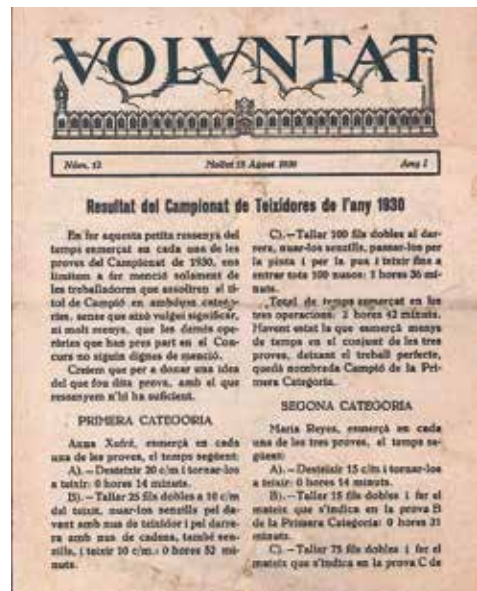 VOLVNTAT
Núm. 12 Mollet 15 Agost 1930 Any I
Resultat del Campionat de Teixidores de l'any 1930
En fer aquesta petita ressenya del
temps esmerçat en cada una de les
proves del Campionat de 1930, ens
limitem a fer menció solament de
les treballadores que assoliren el tí-
tol de Campió en ambdues catego-
ries, sense que això vulgui significar,
ni molt menys, que les demés ope-
ràries que han pres part en el Con-
curs no siguin dignes de menció.
Creiem que per a donar una idea
del que fou dita prova, amb el que
ressenyem n'hi ha suficient.
PRIMERA CATEGORIA
Anna Xufré, esmerçà en cada
una de les proves, el temps següent:
A). – Desteixir 20 c/m i tornar-los
a teixir: 0 hores 14 minuts.
B). – Tallar 25 fils dobles a 10 c/m
del teixit, nuar-los senzills pel da-
vant amb nus de teixidor i pel darre-
ra amb nus de cadena, també sen-
zills, i teixir 10 c/m.: 0 hores 52 mi-
nuts.
C). – Tallar 100 fils dobles al dar-
rera, nuar-los senzills, passar-los per
la pinta i per la pua i teixir fins a
entrar tots 100 nusos: 1 hores 36 mi-
nuts.
Total de temps esmerçat en les
tres operacions: 2 hores 42 minuts.
Havent estat la que esmerçà menys
de temps en el conjunt de les tres
proves, deixant el treball perfecte,
quedà nombrada Campió de la Pri-
mera Categoria.
SEGONA CATEGORIA
Maria Reyes, esmerçà en cada
una de les tres proves, el temps se-
güent:
A). – Desteixir 15 c/m i tornar-los
a teixir: 0 hores 14 minuts.
B). – Tallar 15 fils dobles i fer el
mateix que s'indica en la prova B
de la Primera Categoria: 0 hores 31
minuts.
C). – Tallar 75 fils dobles i fer el
mateix que s'indica en la prova C de